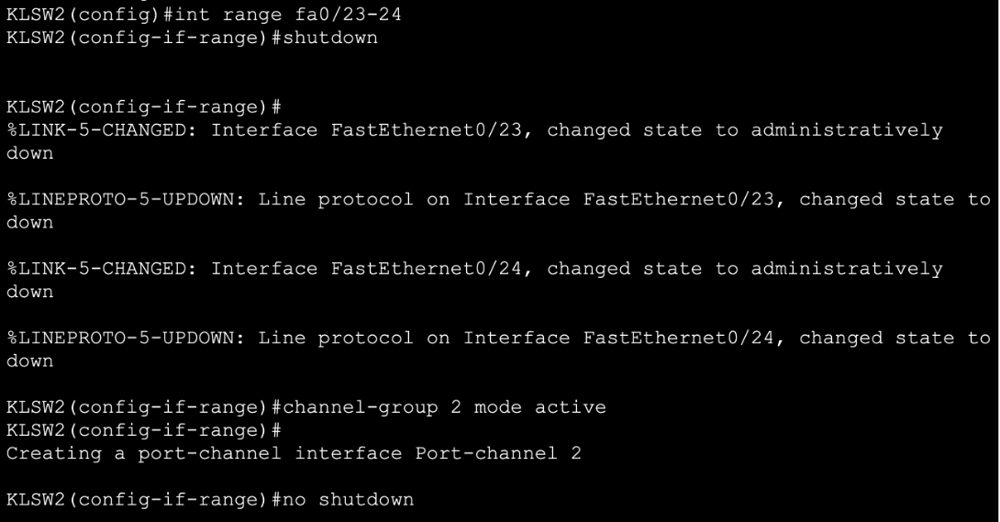 KLSW2(config)#int range fa0/23-24
KLSW2(config-if-range)#shutdown
KLSW2(config-if-range)#
%LINK-5-CHANGED: Interface FastEthernet0/23, changed state to administratively
down
%LINEPROTO-5-UPDOWN: Line protocol on Interface FastEthernet0/23, changed state to
down
%LINK-5-CHANGED: Interface FastEthernet0/24, changed state to administratively
down
%LINEPROTO-5-UPDOWN: Line protocol on Interface FastEthernet0/24, changed state to
down
KLSW2(config-if-range)#channel-group 2 mode active
KLSW2(config-if-range)#
Creating a port-channel interface Port-channel 2
KLSW2(config-if-range)#no shutdown